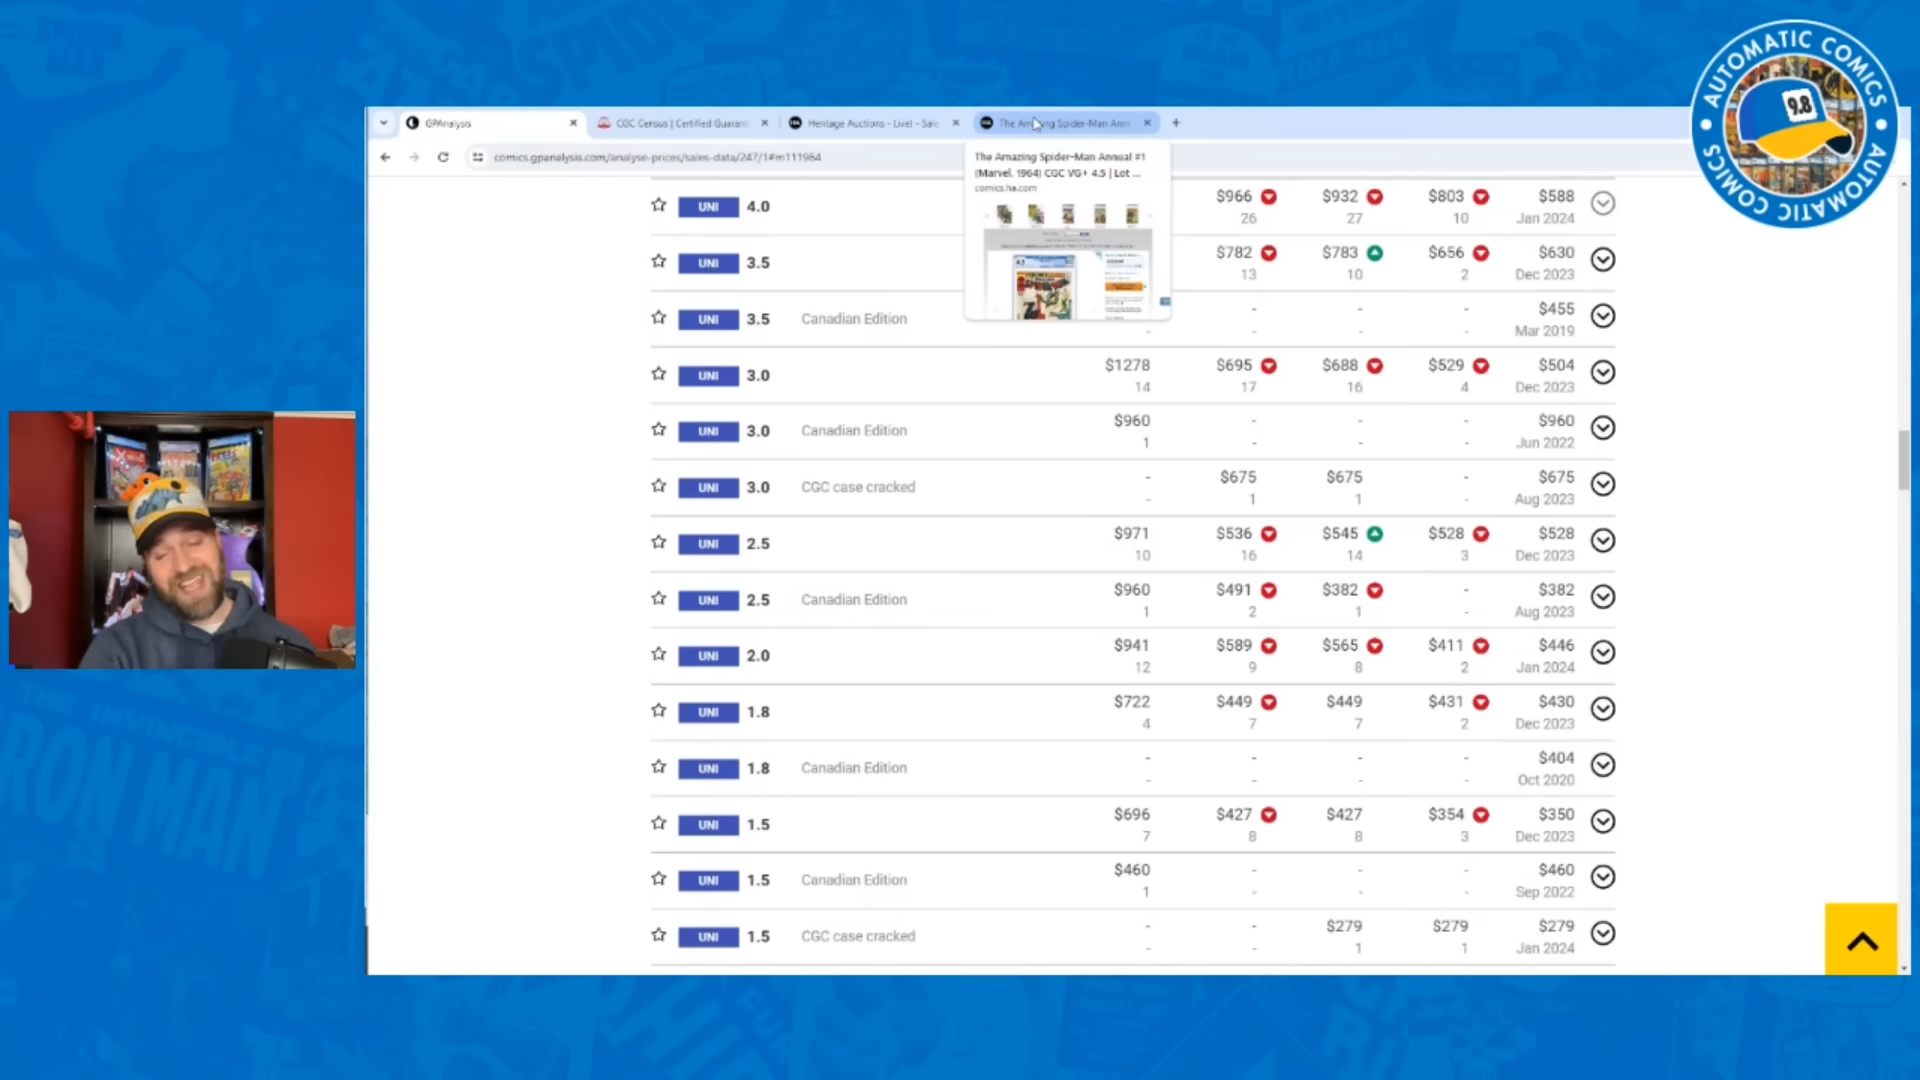 AUTOMATIC COMICS
9.8
AUTOMATIC COMICS
GPAnalysis
CGC Census | Certified Guarant
Heritage Auctions - Live! - Sale
The Amazing Spider-Man Ann
comics.gpanalysis.com/analyse-prices/sales-data/247/1#m111964
The Amazing Spider-Man Annual #1
(Marvel, 1964) CGC VG+ 4.5 | Lot ...
comics.ha.com
UNI 4.0 $966 $932 $803 $588
26 27 10 Jan 2024
UNI 3.5 $782 $783 $656 $630
13 10 2 Dec 2023
UNI 3.5 Canadian Edition - - - $455
- - - - Mar 2019
UNI 3.0 $1278 $695 $688 $529 $504
14 17 16 4 Dec 2023
UNI 3.0 Canadian Edition $960 - - - $960
1 - - - Jun 2022
UNI 3.0 CGC case cracked - $675 $675 - $675
- 1 1 - Aug 2023
UNI 2.5 $971 $536 $545 $528 $528
10 16 14 3 Dec 2023
UNI 2.5 Canadian Edition $960 $491 $382 - $382
1 2 1 - Aug 2023
UNI 2.0 $941 $589 $565 $411 $446
12 9 8 2 Jan 2024
UNI 1.8 $722 $449 $449 $431 $430
4 7 7 2 Dec 2023
UNI 1.8 Canadian Edition - - - - $404
- - - - Oct 2020
UNI 1.5 $696 $427 $427 $354 $350
7 8 8 3 Dec 2023
UNI 1.5 Canadian Edition $460 - - - $460
1 - - - Sep 2022
UNI 1.5 CGC case cracked - - $279 $279 $279
- - 1 1 Jan 2024
THE INVINCIBLE
IRON MAN